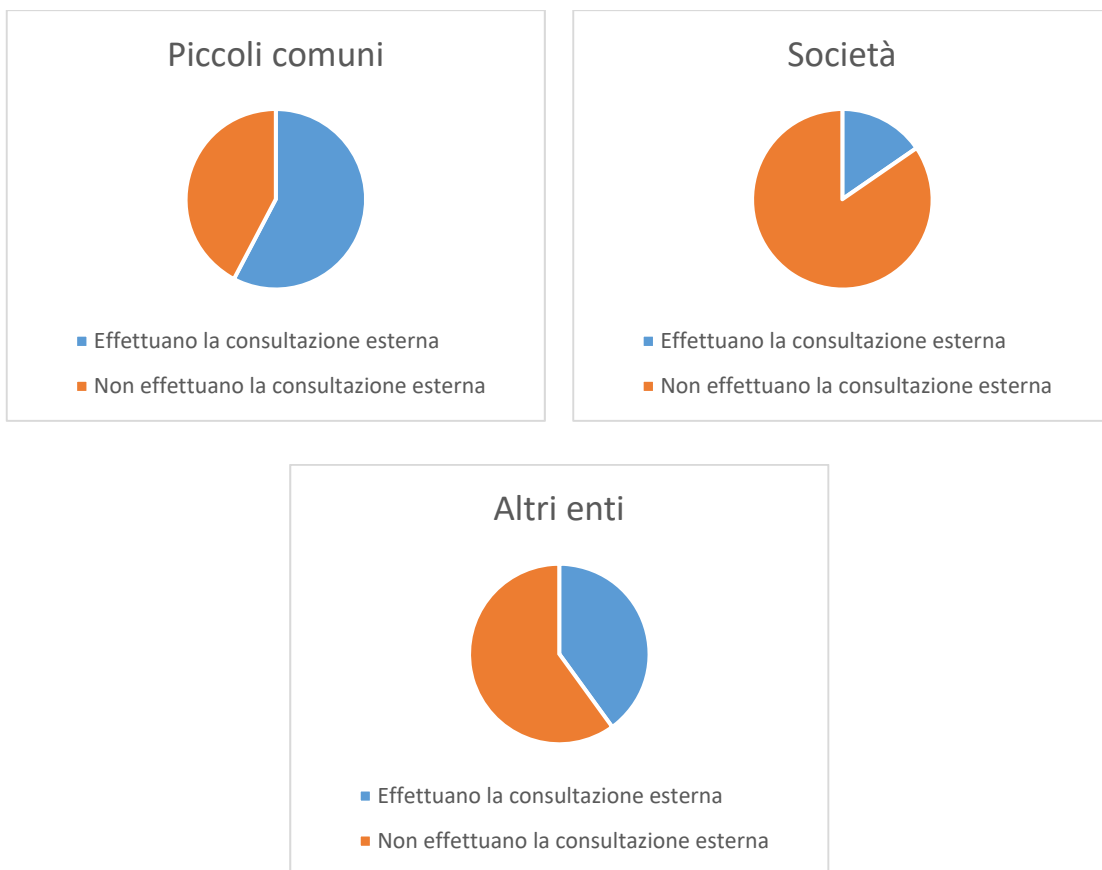 Piccoli comuni
Effettuano la consultazione esterna
Non effettuano la consultazione esterna
Società
Effettuano la consultazione esterna
Non effettuano la consultazione esterna
Altri enti
Effettuano la consultazione esterna
Non effettuano la consultazione esterna